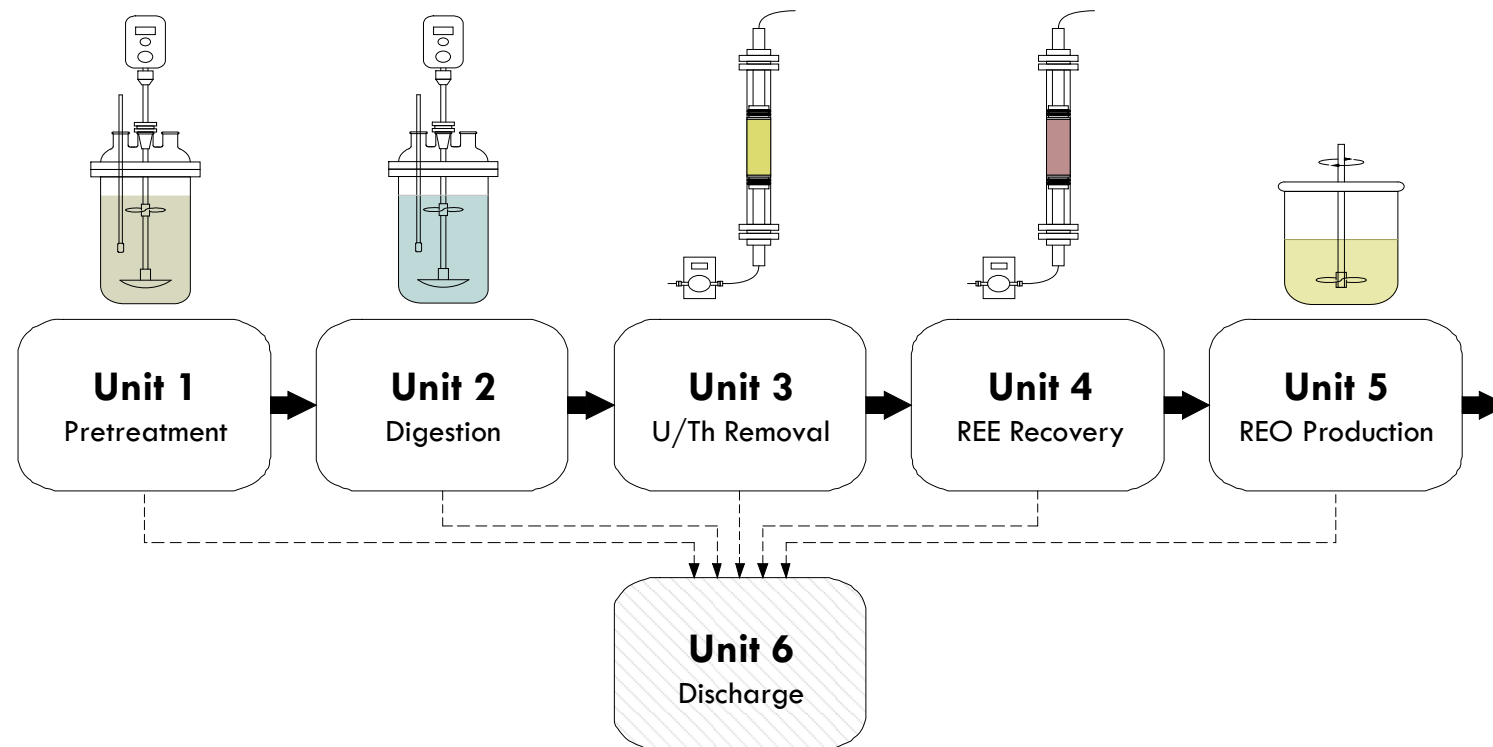 Unit 1
Pretreatment
Unit 2
Digestion
Unit 3
U/Th Removal
Unit 4
REE Recovery
Unit 5
REO Production
Unit 6
Discharge